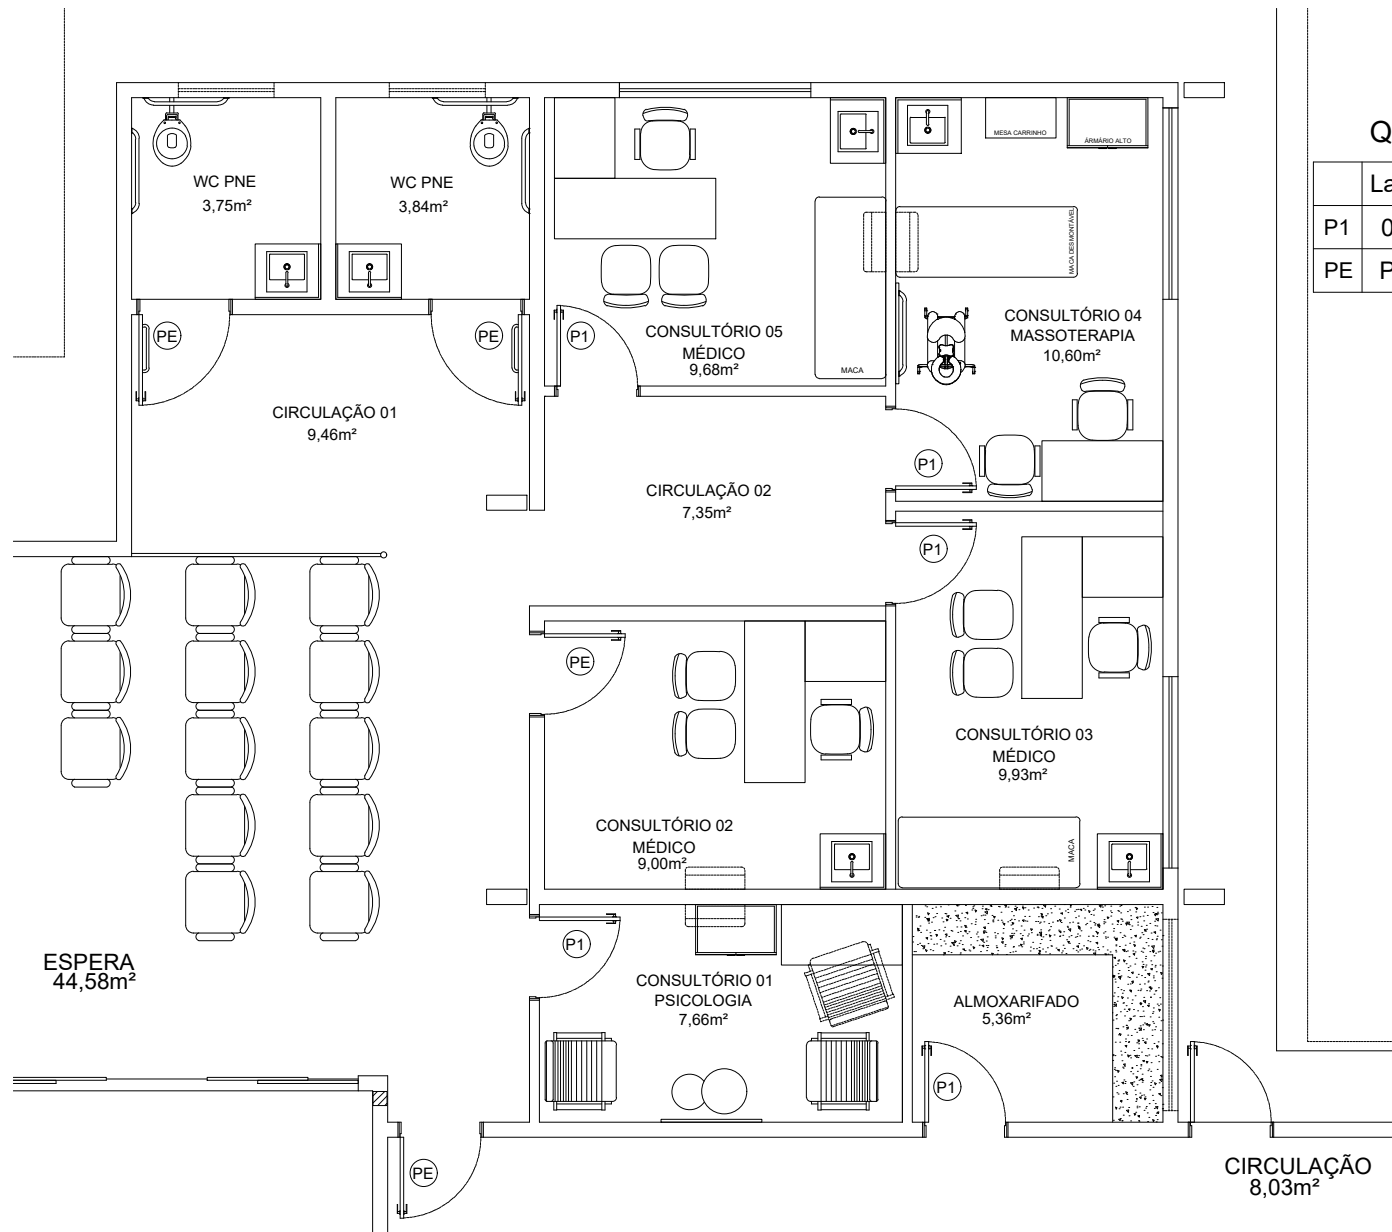 WC PNE
3,75m²
WC PNE
3,84m²
MESA CARRINHO
ÁRMÁRIO ALTO
MACA DESMONTÁVEL
Q
La
P1 0
PE P
PE
PE
P1
CONSULTÓRIO 05
MÉDICO
9,68m²
MACA
CONSULTÓRIO 04
MASSOTERAPIA
10,60m²
CIRCULAÇÃO 01
9,46m²
P1
CIRCULAÇÃO 02
7,35m²
P1
PE
CONSULTÓRIO 03
MÉDICO
9,93m²
CONSULTÓRIO 02
MÉDICO
9,00m²
MACA
ESPERA
44,58m²
P1
CONSULTÓRIO 01
PSICOLOGIA
7,66m²
ALMOXARIFADO
5,36m²
P1
PE
CIRCULAÇÃO
8,03m²